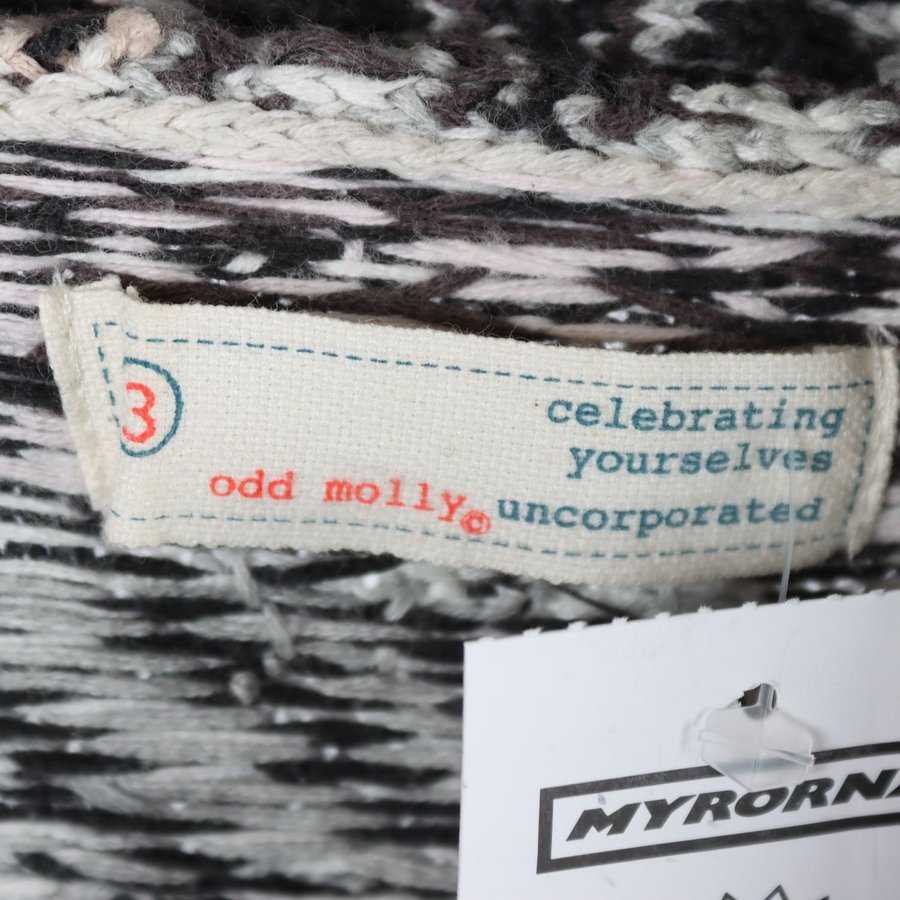 3
celebrating
yourselves
odd molly© uncorporated
MYRORNA